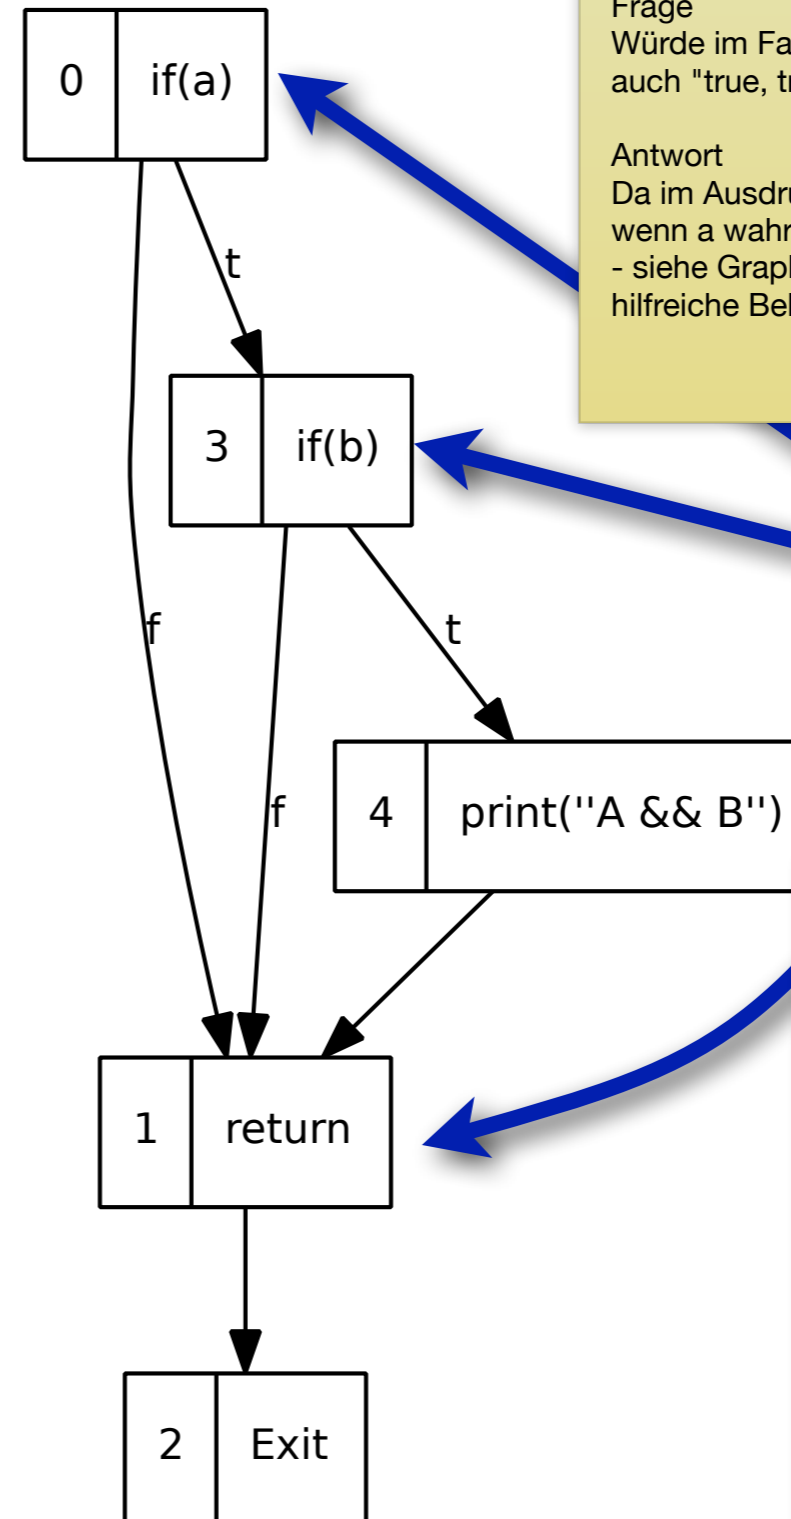 Frage
Würde im Fa
auch "true, tr
Antwort
Da im Ausdru
wenn a wahr
- siehe Graph
hilfreiche Bel
0 if(a)
t
3 if(b)
f
t
f
4 print("A && B")
1 return
2 Exit